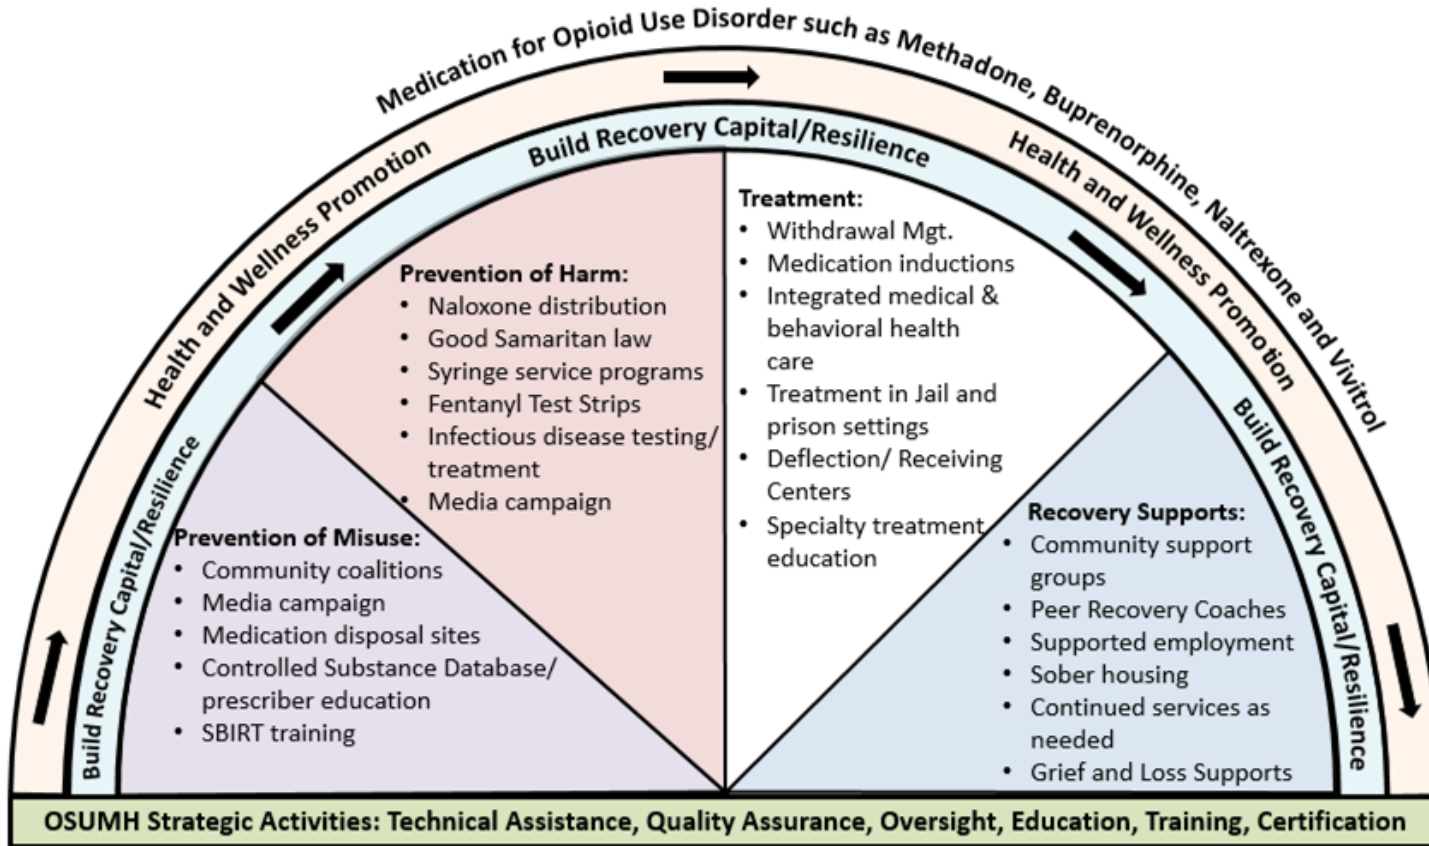 Medication for Opioid Use Disorder such as Methadone, Buprenorphine, Naltrexone and Vivitrol
Health and Wellness Promotion
Health and Wellness Promotion
Build Recovery Capital/Resilience
Build Recovery Capital/Resilience
Build Recovery Capital/Resilience
Prevention of Misuse:
• Community coalitions
• Media campaign
• Medication disposal sites
• Controlled Substance Database/
prescriber education
• SBIRT training
Prevention of Harm:
• Naloxone distribution
• Good Samaritan law
• Syringe service programs
• Fentanyl Test Strips
• Infectious disease testing/
treatment
• Media campaign
Treatment:
• Withdrawal Mgt.
• Medication inductions
• Integrated medical &
behavioral health
care
• Treatment in Jail and
prison settings
• Deflection/ Receiving
Centers
• Specialty treatment
education
Recovery Supports:
• Community support
groups
• Peer Recovery Coaches
• Supported employment
• Sober housing
• Continued services as
needed
• Grief and Loss Supports
OSUMH Strategic Activities: Technical Assistance, Quality Assurance, Oversight, Education, Training, Certification